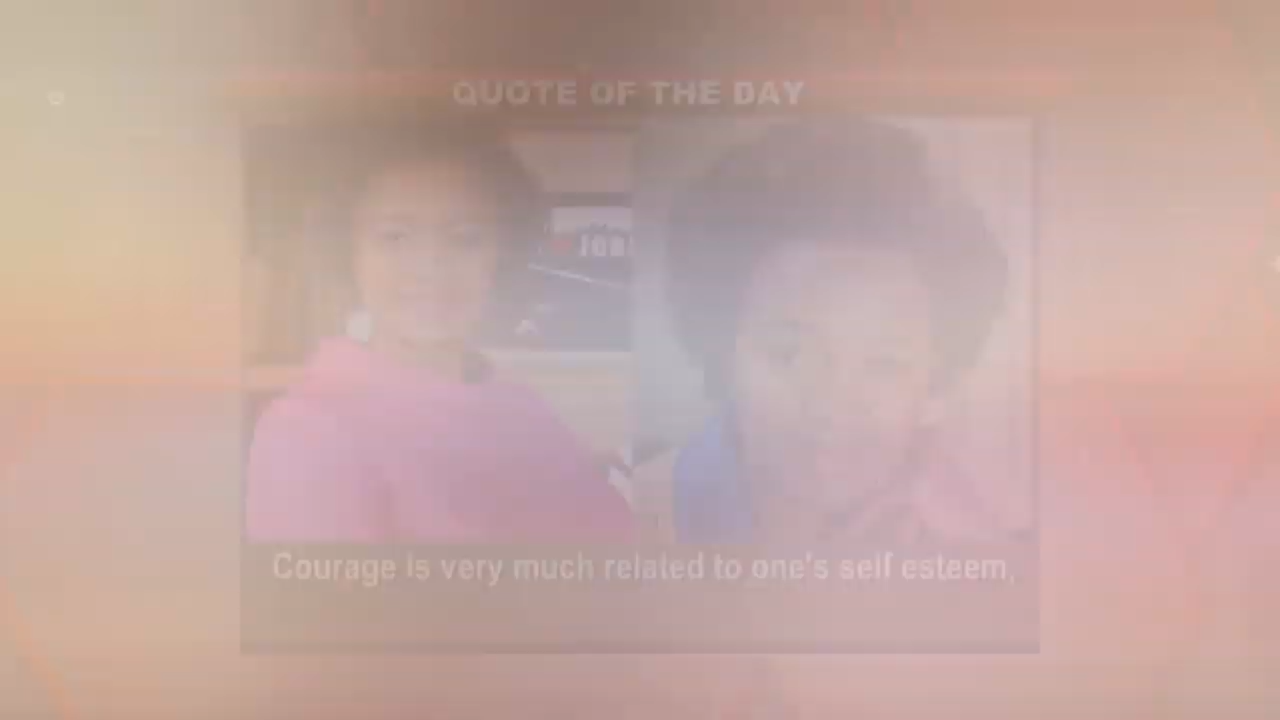 QUOTE OF THE DAY
Courage is very much related to one's self esteem,